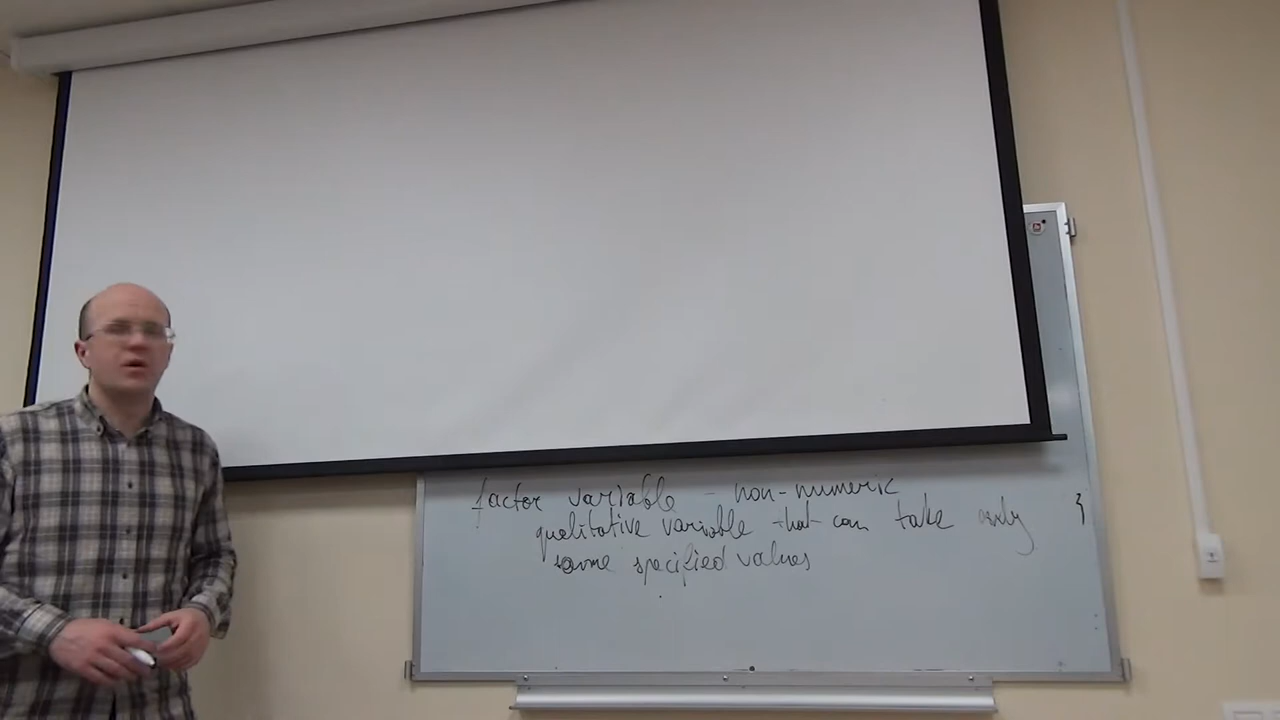 factor variable - non-numeric
qualitative variable that can take only
some specified values